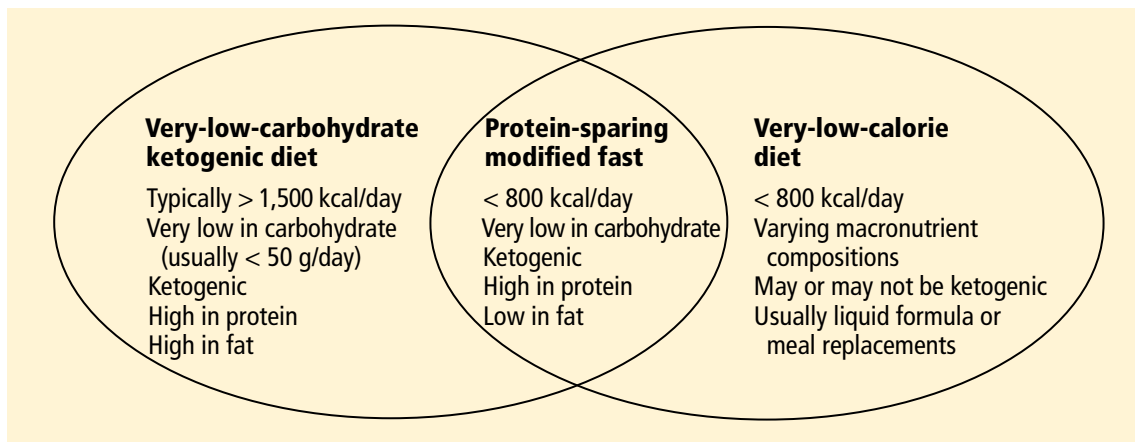 Very-low-carbohydrate
ketogenic diet
Typically > 1,500 kcal/day
Very low in carbohydrate
(usually < 50 g/day)
Ketogenic
High in protein
High in fat
Protein-sparing
modified fast
< 800 kcal/day
Very low in carbohydrate
Ketogenic
High in protein
Low in fat
Very-low-calorie
diet
< 800 kcal/day
Varying macronutrient
compositions
May or may not be ketogenic
Usually liquid formula or
meal replacements